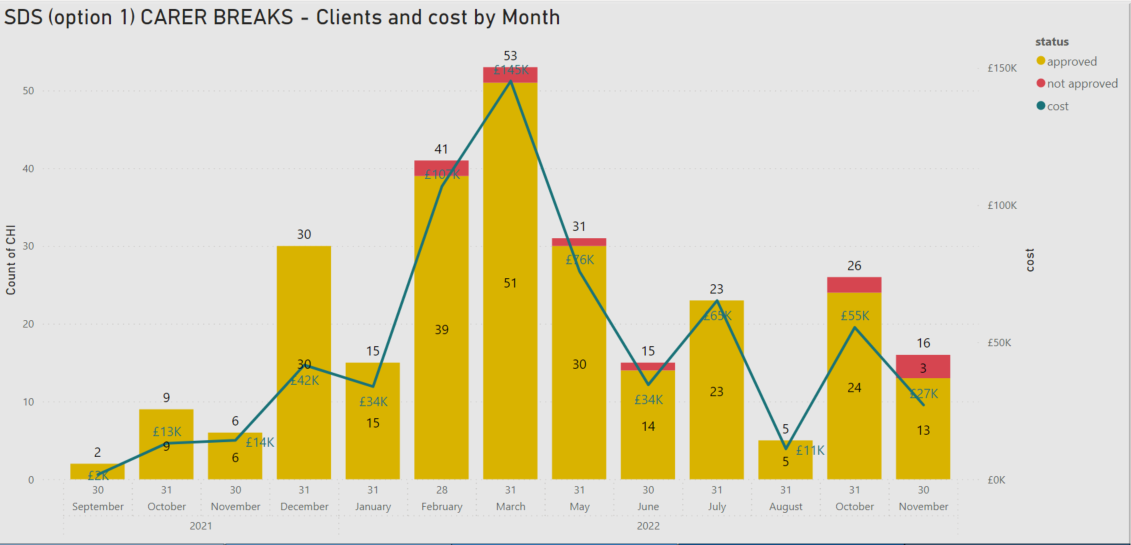 SDS (option 1) CARER BREAKS - Clients and cost by Month
status
approved
not approved
cost
Count of CHI
50
40
30
20
10
0
£150K
£100K
£50K
£0K
cost
2
£2K
9
£13K
9
6
£14K
6
30
30
£42K
15
£34K
15
41
39
53
£145K
51
31
£76K
30
15
£34K
14
23
£65K
23
5
£11K
5
26
£55K
24
16
3
£27K
13
30 31 30 31 31 28 31 31 30 31 31 31 30
September October November December January February March May June July August October November
2021 2022